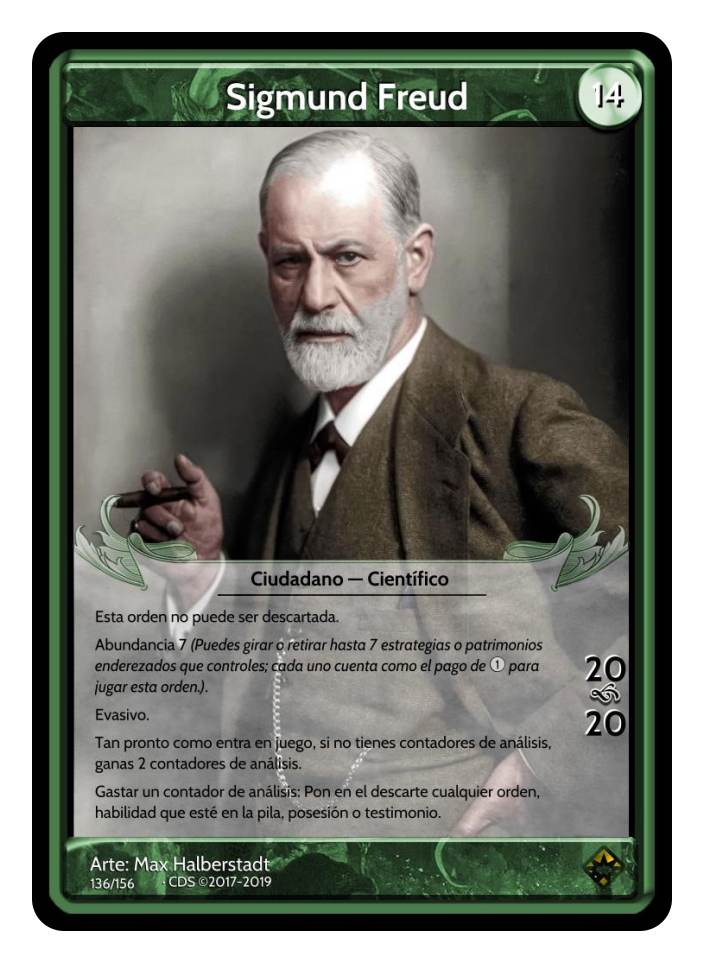 Sigmund Freud
14
Ciudadano — Científico
Esta orden no puede ser descartada.
Abundancia 7 (Puedes girar o retirar hasta 7 estrategias o patrimonios
enderezados que controles; cada uno cuenta como el pago de ① para
jugar esta orden.).
Evasivo.
Tan pronto como entra en juego, si no tienes contadores de análisis,
ganas 2 contadores de análisis.
Gastar un contador de análisis: Pon en el descarte cualquier orden,
habilidad que esté en la pila, posesión o testimonio.
20
20
Arte: Max Halberstadt
136/156 · CDS ©2017-2019